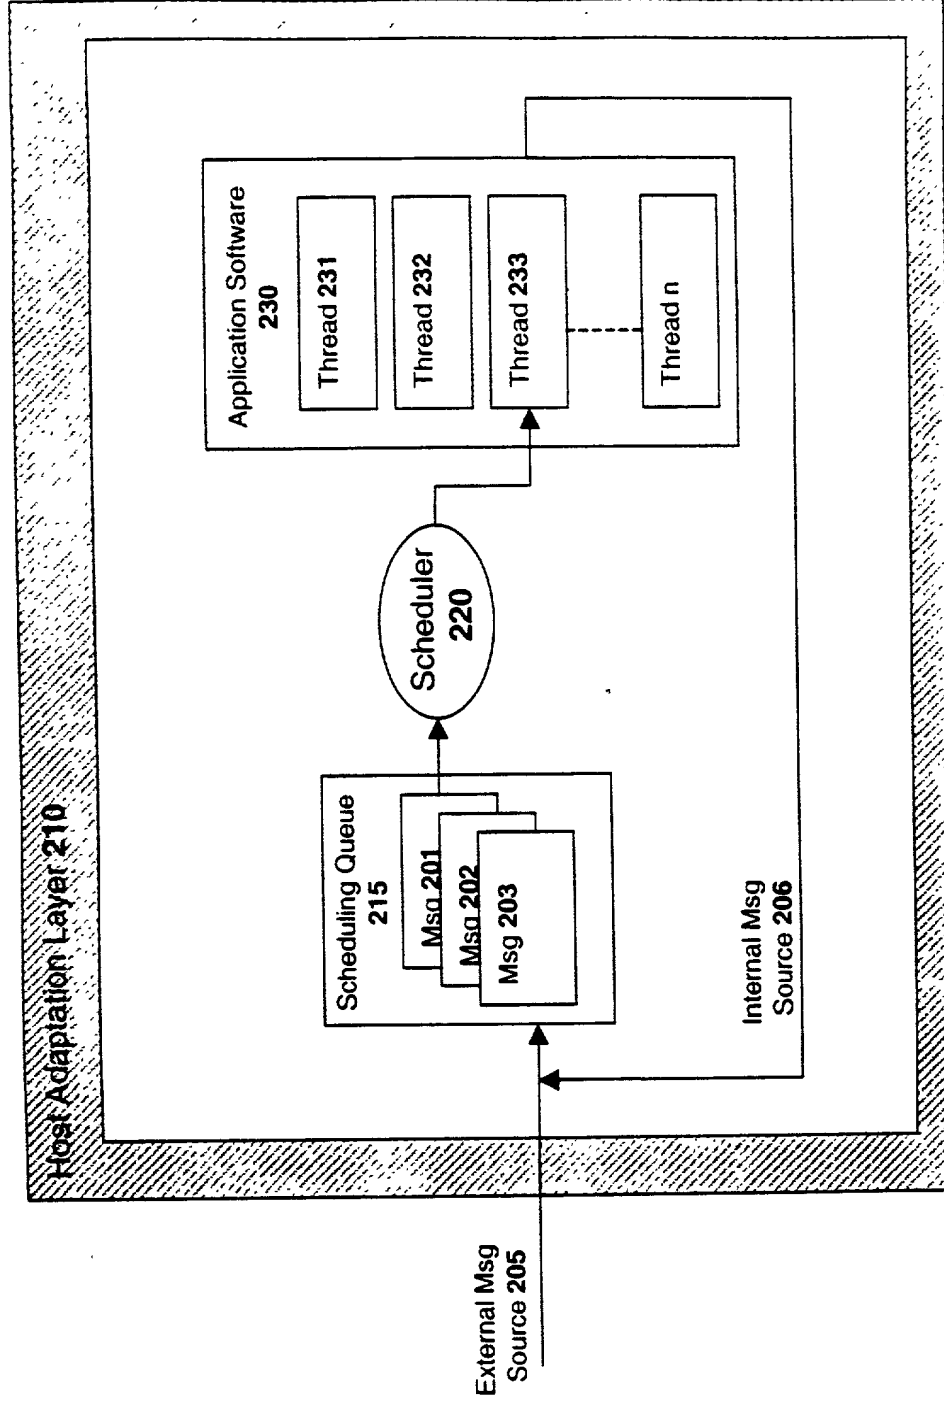 Host Adaptation Layer 210
External Msg
Source 205
Scheduling Queue
215
Msg 201
Msg 202
Msg 203
Scheduler
220
Application Software
230
Thread 231
Thread 232
Thread 233
Thread n
Internal Msg
Source 206